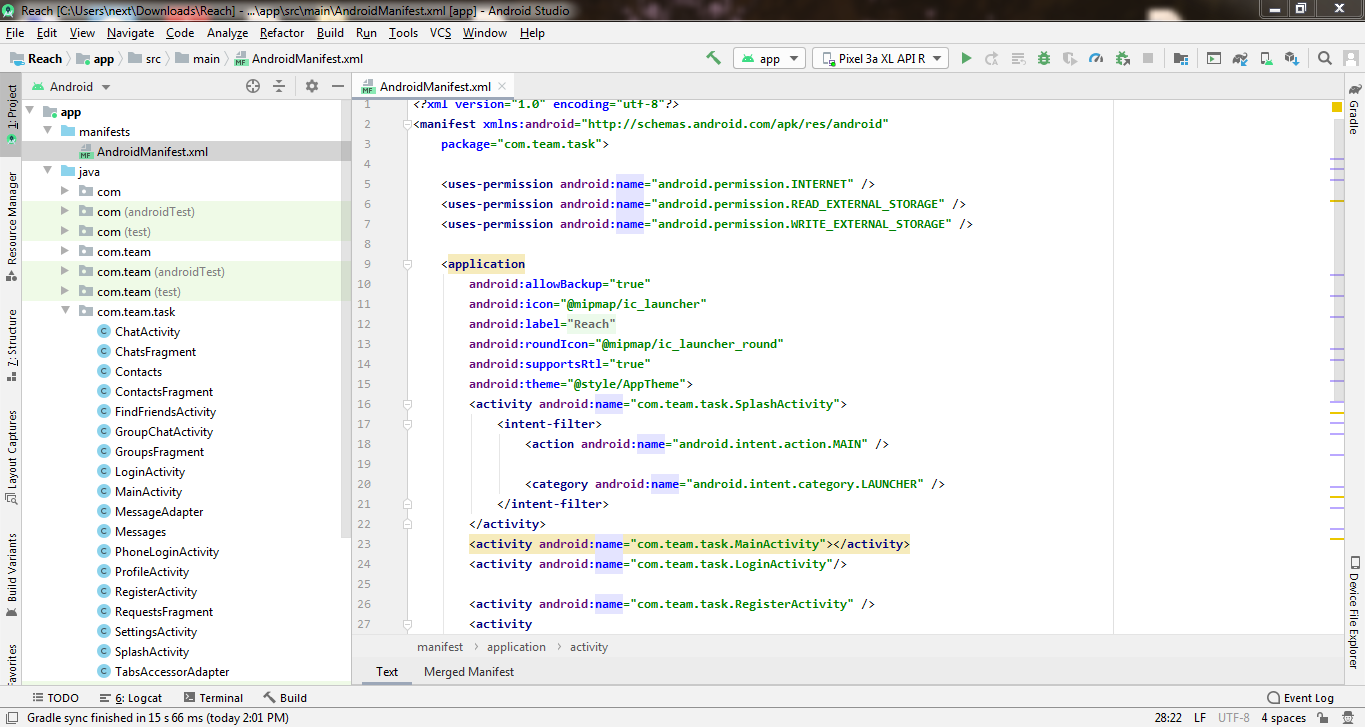 Reach [C:\Users\next\Downloads\Reach] - ...\app\src\main\AndroidManifest.xml [app] - Android Studio
File Edit View Navigate Code Analyze Refactor Build Run Tools VCS Window Help
Reach app src main AndroidManifest.xml app Pixel 3a XL API R
Android
AndroidManifest.xml
1: Project
Resource Manager
7: Structure
Layout Captures
Build Variants
avorites
app
manifests
AndroidManifest.xml
java
com
com (androidTest)
com (test)
com.team
com.team (androidTest)
com.team (test)
com.team.task
ChatActivity
ChatsFragment
Contacts
ContactsFragment
FindFriendsActivity
GroupChatActivity
GroupsFragment
LoginActivity
MainActivity
MessageAdapter
Messages
PhoneLoginActivity
ProfileActivity
RegisterActivity
RequestsFragment
SettingsActivity
SplashActivity
TabsAccessorAdapter
1 <?xml version="1.0" encoding="utf-8"?>
2 <manifest xmlns:android="http://schemas.android.com/apk/res/android"
3 package="com.team.task">
4
5 <uses-permission android:name="android.permission.INTERNET" />
6 <uses-permission android:name="android.permission.READ_EXTERNAL_STORAGE" />
7 <uses-permission android:name="android.permission.WRITE_EXTERNAL_STORAGE" />
8
9 <application
10 android:allowBackup="true"
11 android:icon="@mipmap/ic_launcher"
12 android:label="Reach"
13 android:roundIcon="@mipmap/ic_launcher_round"
14 android:supportsRtl="true"
15 android:theme="@style/AppTheme">
16 <activity android:name="com.team.task.SplashActivity">
17 <intent-filter>
18 <action android:name="android.intent.action.MAIN" />
19
20 <category android:name="android.intent.category.LAUNCHER" />
21 </intent-filter>
22 </activity>
23 <activity android:name="com.team.task.MainActivity"></activity>
24 <activity android:name="com.team.task.LoginActivity"/>
25
26 <activity android:name="com.team.task.RegisterActivity" />
27 <activity
manifest > application > activity
Text Merged Manifest
Gradle
Device File Explorer
TODO 6: Logcat Terminal Build Event Log
Gradle sync finished in 15 s 66 ms (today 2:01 PM) 28:22 LF UTF-8 4 spaces